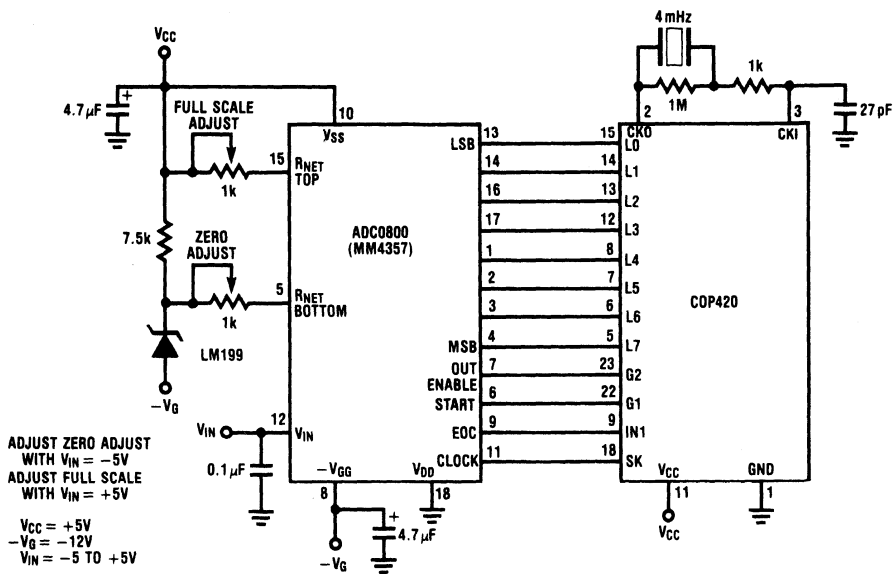 4 mHz
VCC
1k
4.7µF
+
FULL SCALE
ADJUST
10
VSS
1M
2
3
27 pF
CKO
CKI
15
RNET
TOP
1k
LSB
13
15
L0
14
14
L1
16
13
L2
17
12
L3
7.5k
ZERO
ADJUST
ADC0800
(MM4357)
1
8
L4
5
RNET
BOTTOM
1k
2
7
L5
COP420
3
6
L6
LM199
MSB
4
5
L7
OUT
ENABLE
7
23
G2
-VG
START
6
22
G1
VIN
12
VIN
EOC
9
9
IN1
CLOCK
11
18
SK
0.1µF
-VGG
VDD
VCC
GND
8
18
11
1
+
4.7µF
-VG
VCC
ADJUST ZERO ADJUST
WITH VIN = -5V
ADJUST FULL SCALE
WITH VIN = +5V
VCC = +5V
-VG = -12V
VIN = -5 TO +5V